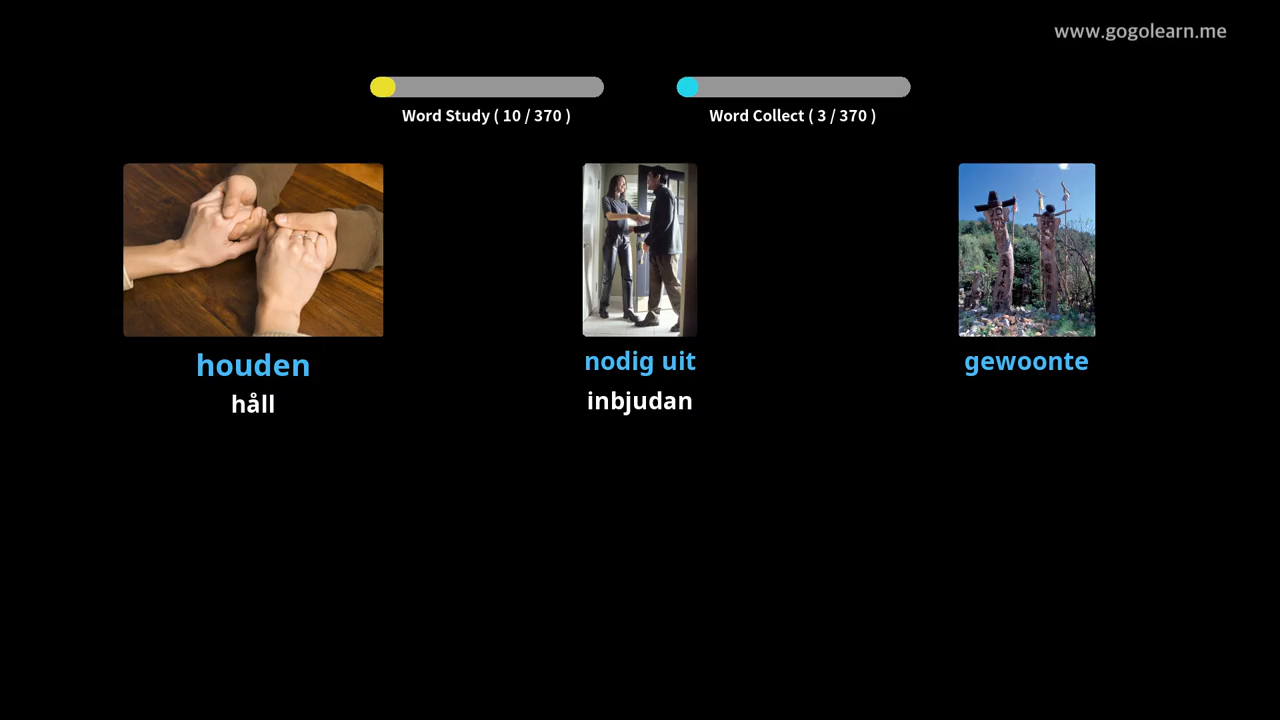 www.gogolearn.me
Word Study ( 10 / 370 )
Word Collect ( 3 / 370 )
houden
håll
nodig uit
inbjudan
gewoonte